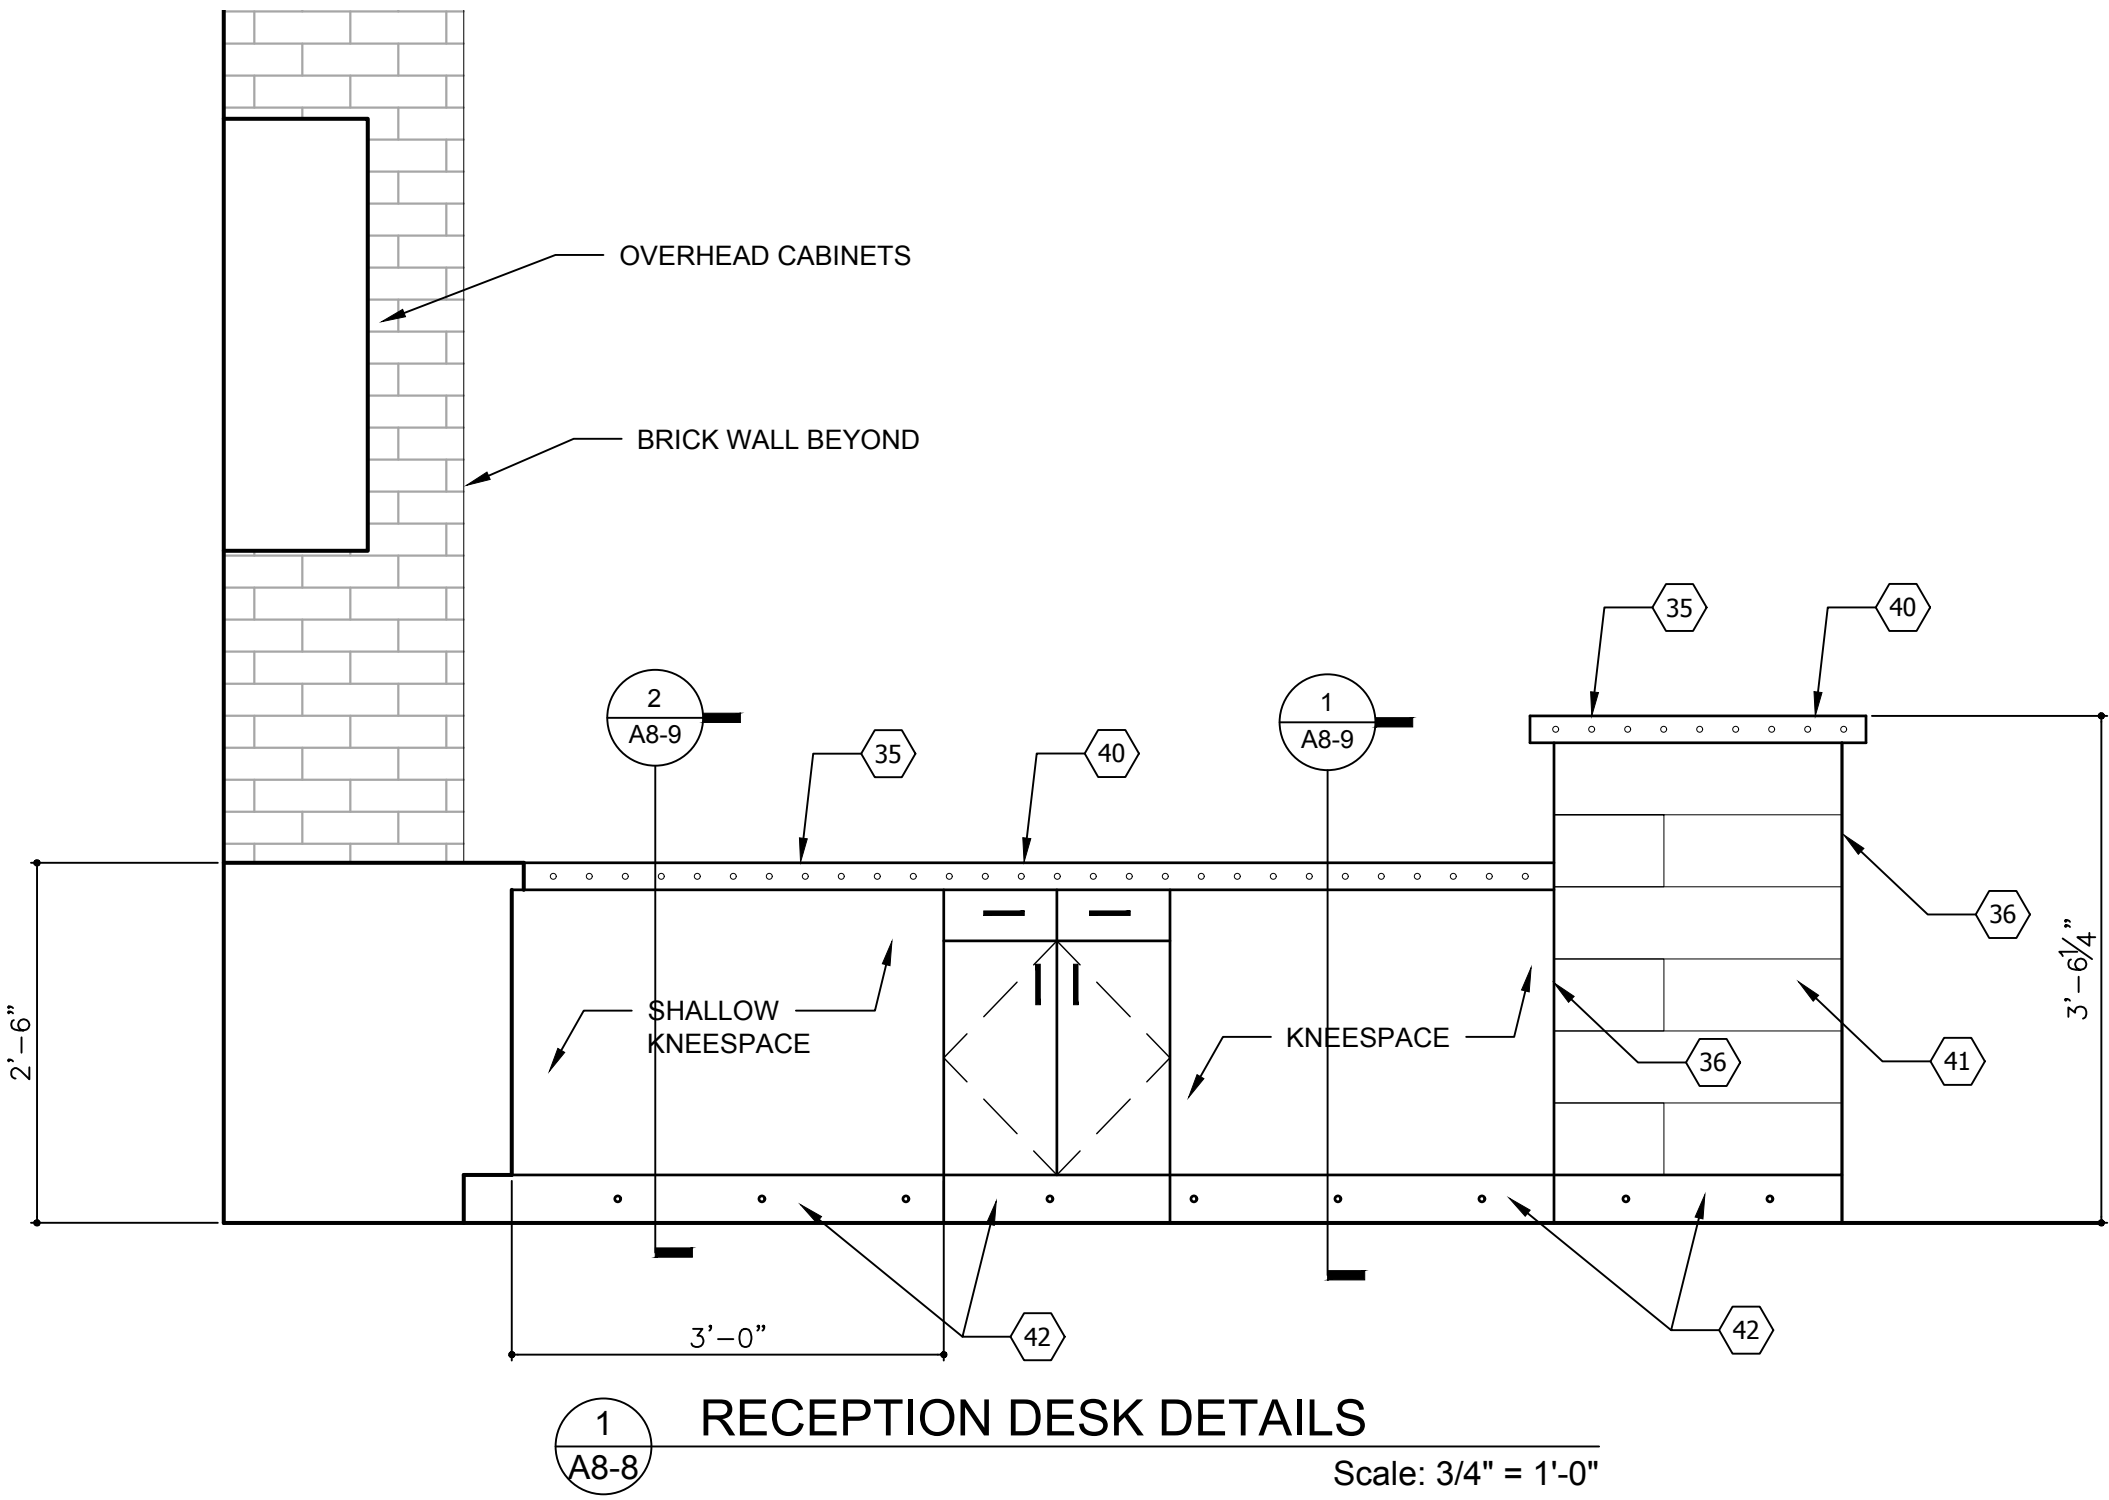 OVERHEAD CABINETS
BRICK WALL BEYOND
35
40
2
A8-9
1
A8-9
35
40
36
2’–6”
3’–6¼”
SHALLOW
KNEESPACE
KNEESPACE
36
41
3’–0”
42
42
1
A8-8
RECEPTION DESK DETAILS
Scale: 3/4" = 1'-0"